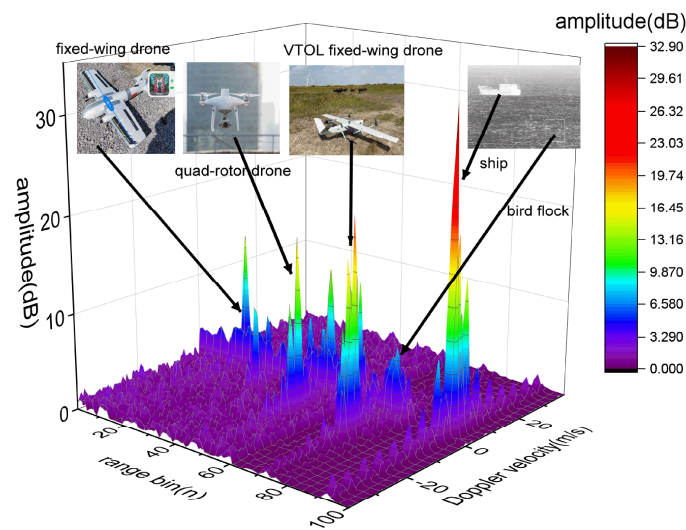 amplitude(dB)
fixed-wing drone
VTOL fixed-wing drone
quad-rotor drone
ship
bird flock
32.90
29.61
26.32
23.03
19.74
16.45
13.16
9.870
6.580
3.290
0.000
amplitude(dB)
30
20
10
0
20
40
60
80
100
range bin(n)
-20
0
20
Doppler velocity(m/s)